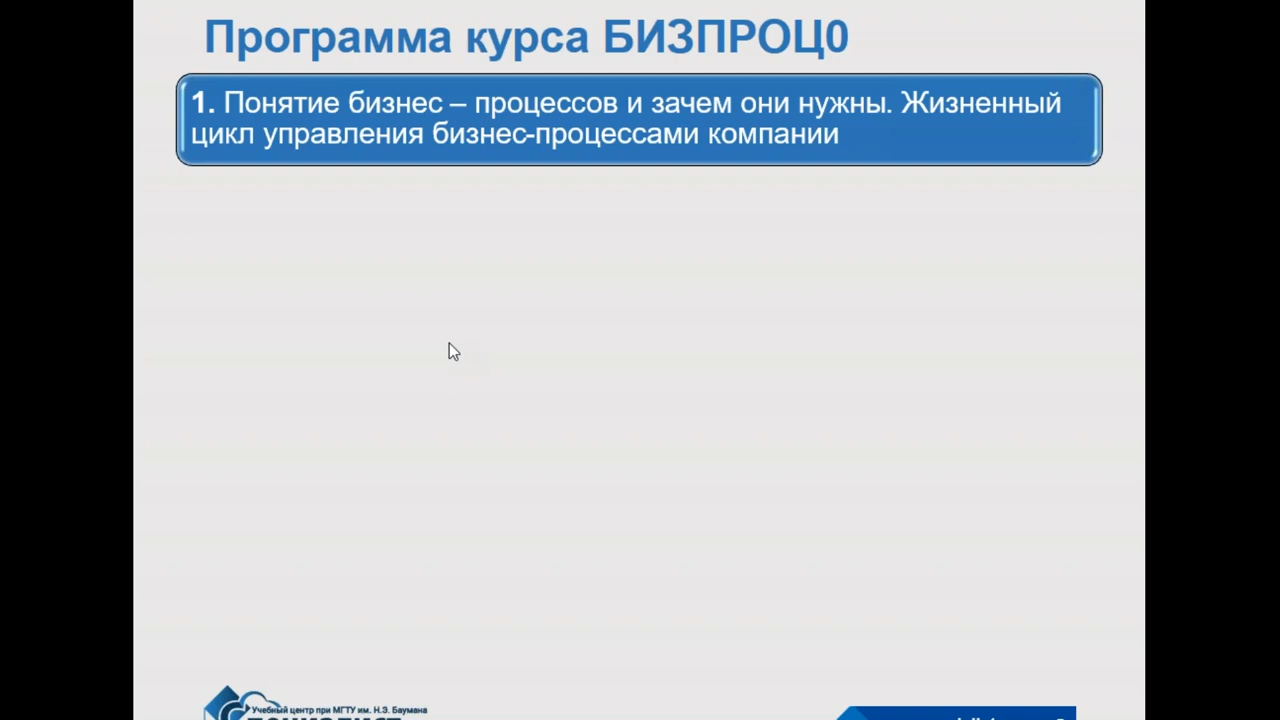 Программа курса БИЗПРОЦ0
1. Понятие бизнес – процессов и зачем они нужны. Жизненный
цикл управления бизнес-процессами компании
Учебный центр при МГТУ им. Н.Э. Баумана